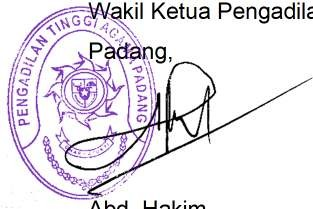 Wakil Ketua Pengadila
Padang,
PENGADILAN TINGGI AGAMA PADANG
Abd. Hakim